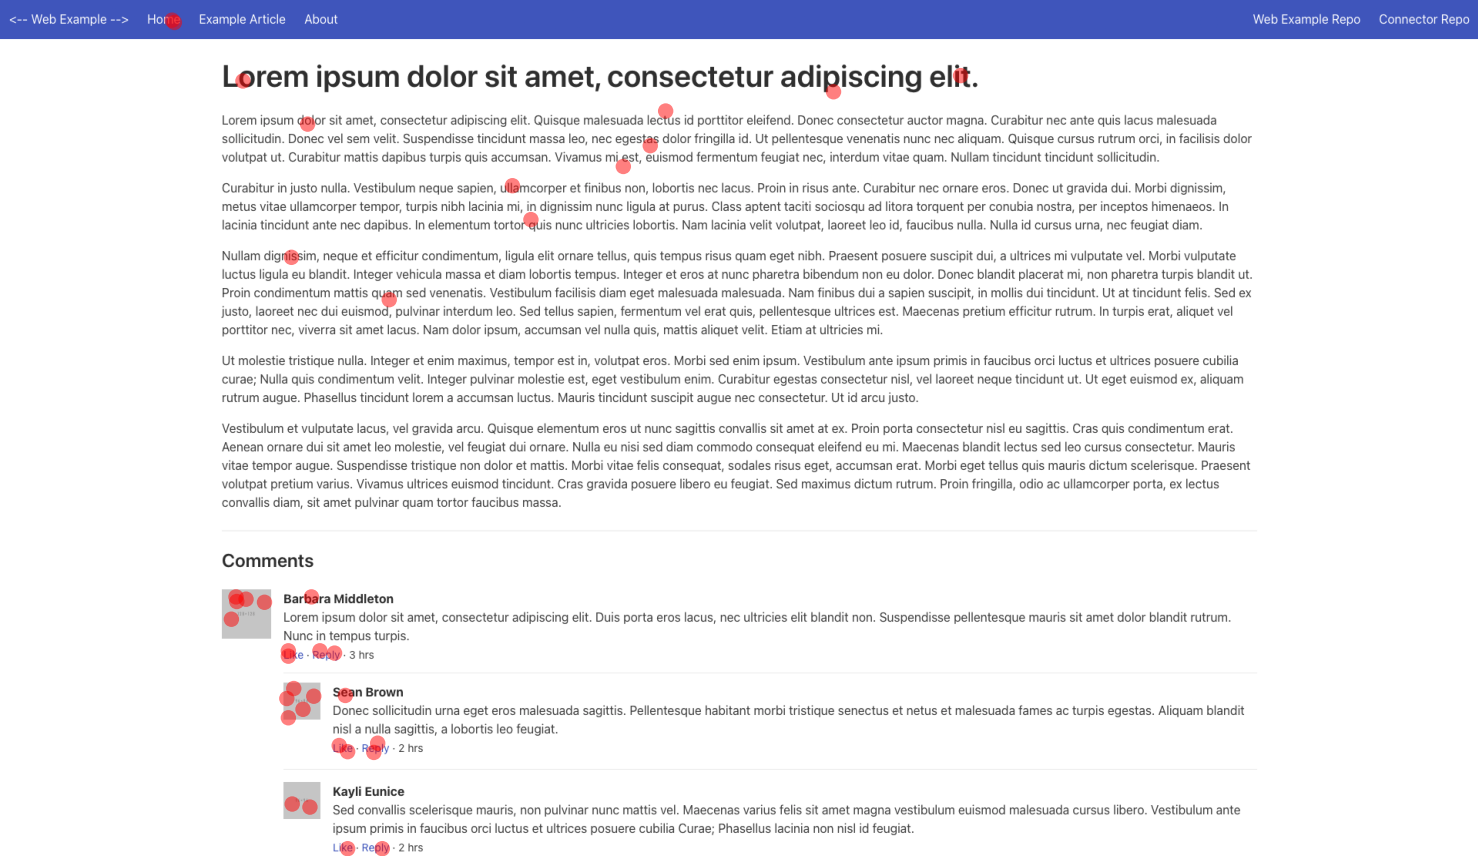 <-- Web Example --> Home Example Article About Web Example Repo Connector Repo
Lorem ipsum dolor sit amet, consectetur adipiscing elit.
Lorem ipsum dolor sit amet, consectetur adipiscing elit. Quisque malesuada lectus id porttitor eleifend. Donec consectetur auctor magna. Curabitur nec ante quis lacus malesuada
sollicitudin. Donec vel sem velit. Suspendisse tincidunt massa leo, nec egestas dolor fringilla id. Ut pellentesque venenatis nunc nec aliquam. Quisque cursus rutrum orci, in facilisis dolor
volutpat ut. Curabitur mattis dapibus turpis quis accumsan. Vivamus mi est, euismod fermentum feugiat nec, interdum vitae quam. Nullam tincidunt tincidunt sollicitudin.
Curabitur in justo nulla. Vestibulum neque sapien, ullamcorper et finibus non, lobortis nec lacus. Proin in risus ante. Curabitur nec ornare eros. Donec ut gravida dui. Morbi dignissim,
metus vitae ullamcorper tempor, turpis nibh lacinia mi, in dignissim nunc ligula at purus. Class aptent taciti sociosqu ad litora torquent per conubia nostra, per inceptos himenaeos. In
lacinia tincidunt ante nec dapibus. In elementum tortor quis nunc ultricies lobortis. Nam lacinia velit volutpat, laoreet leo id, faucibus nulla. Nulla id cursus urna, nec feugiat diam.
Nullam dignissim, neque et efficitur condimentum, ligula elit ornare tellus, quis tempus risus quam eget nibh. Praesent posuere suscipit dui, a ultrices mi vulputate vel. Morbi vulputate
luctus ligula eu blandit. Integer vehicula massa et diam lobortis tempus. Integer et eros at nunc pharetra bibendum non eu dolor. Donec blandit placerat mi, non pharetra turpis blandit ut.
Proin condimentum mattis quam sed venenatis. Vestibulum facilisis diam eget malesuada malesuada. Nam finibus dui a sapien suscipit, in mollis dui tincidunt. Ut at tincidunt felis. Sed ex
justo, laoreet nec dui euismod, pulvinar interdum leo. Sed tellus sapien, fermentum vel erat quis, pellentesque ultrices est. Maecenas pretium efficitur rutrum. In turpis erat, aliquet vel
porttitor nec, viverra sit amet lacus. Nam dolor ipsum, accumsan vel nulla quis, mattis aliquet velit. Etiam at ultricies mi.
Ut molestie tristique nulla. Integer et enim maximus, tempor est in, volutpat eros. Morbi sed enim ipsum. Vestibulum ante ipsum primis in faucibus orci luctus et ultrices posuere cubilia
curae; Nulla quis condimentum velit. Integer pulvinar molestie est, eget vestibulum enim. Curabitur egestas consectetur nisl, vel laoreet neque tincidunt ut. Ut eget euismod ex, aliquam
rutrum augue. Phasellus tincidunt lorem a accumsan luctus. Mauris tincidunt suscipit augue nec consectetur. Ut id arcu justo.
Vestibulum et vulputate lacus, vel gravida arcu. Quisque elementum eros ut nunc sagittis convallis sit amet at ex. Proin porta consectetur nisl eu sagittis. Cras quis condimentum erat.
Aenean ornare dui sit amet leo molestie, vel feugiat dui ornare. Nulla eu nisi sed diam commodo consequat eleifend eu mi. Maecenas blandit lectus sed leo cursus consectetur. Mauris
vitae tempor augue. Suspendisse tristique non dolor et mattis. Morbi vitae felis consequat, sodales risus eget, accumsan erat. Morbi eget tellus quis mauris dictum scelerisque. Praesent
volutpat pretium varius. Vivamus ultrices euismod tincidunt. Cras gravida posuere libero eu feugiat. Sed maximus dictum rutrum. Proin fringilla, odio ac ullamcorper porta, ex lectus
convallis diam, sit amet pulvinar quam tortor faucibus massa.
Comments
Barbara Middleton
Lorem ipsum dolor sit amet, consectetur adipiscing elit. Duis porta eros lacus, nec ultricies elit blandit non. Suspendisse pellentesque mauris sit amet dolor blandit rutrum.
Nunc in tempus turpis.
Like · Reply · 3 hrs
Sean Brown
Donec sollicitudin urna eget eros malesuada sagittis. Pellentesque habitant morbi tristique senectus et netus et malesuada fames ac turpis egestas. Aliquam blandit
nisl a nulla sagittis, a lobortis leo feugiat.
Like · Reply · 2 hrs
Kayli Eunice
Sed convallis scelerisque mauris, non pulvinar nunc mattis vel. Maecenas varius felis sit amet magna vestibulum euismod malesuada cursus libero. Vestibulum ante
ipsum primis in faucibus orci luctus et ultrices posuere cubilia Curae; Phasellus lacinia non nisl id feugiat.
Like · Reply · 2 hrs